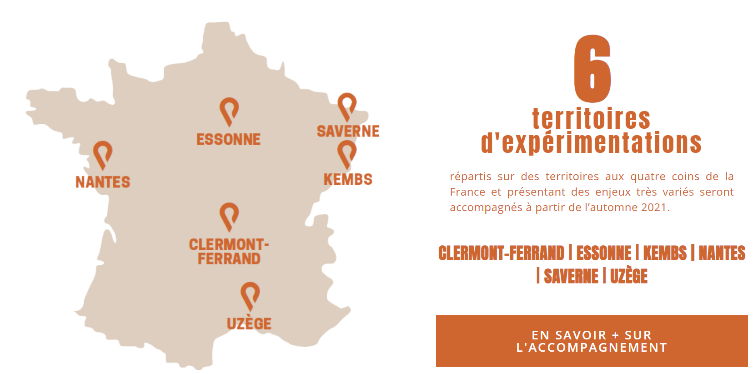 ESSONNE
SAVERNE
NANTES
KEMBS
CLERMONT-
FERRAND
UZÈGE
6
territoires
d'expérimentations
répartis sur des territoires aux quatre coins de la
France et présentant des enjeux très variés seront
accompagnés à partir de l'automne 2021.
CLERMONT-FERRAND | ESSONNE | KEMBS | NANTES
| SAVERNE | UZÈGE
EN SAVOIR + SUR
L'ACCOMPAGNEMENT